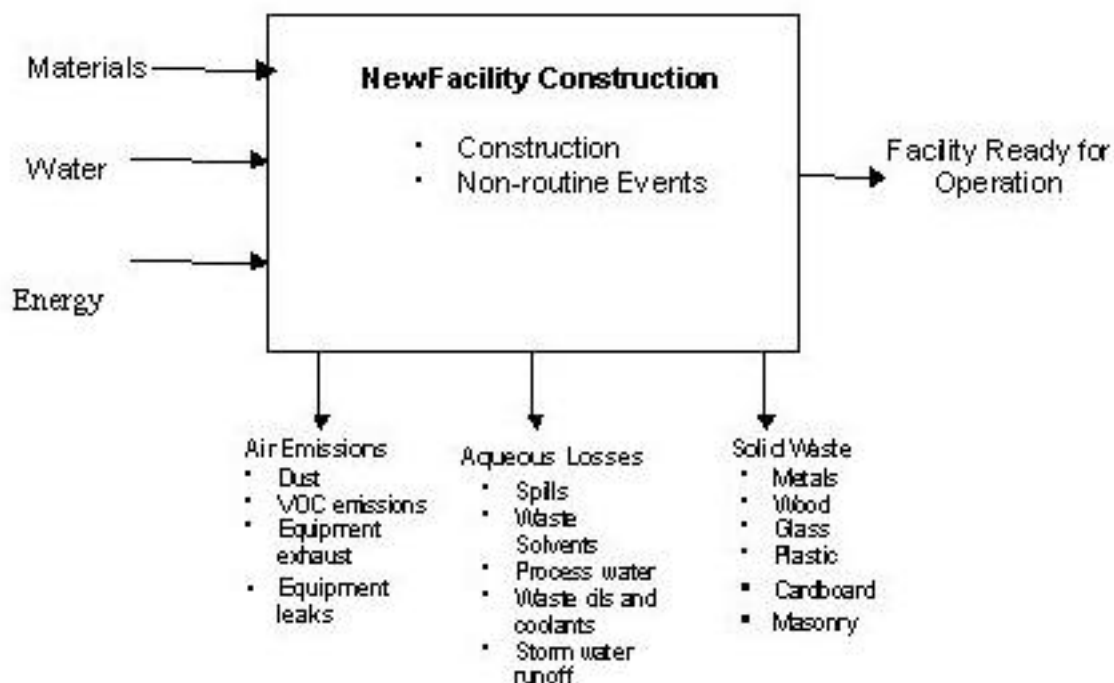 Materials
Water
Energy
NewFacility Construction
· Construction
· Non-routine Events
Facility Ready for
Operation
Air Emissions
· Dust
· VOC emissions
· Equipment
exhaust
· Equipment
leaks
Aqueous Losses
· Spills
· Waste
Solvents
· Process water
· Waste oils and
coolants
· Storm water
runoff
Solid Waste
· Metals
· Wood
· Glass
· Plastic
▪ Cardboard
▪ Masonry